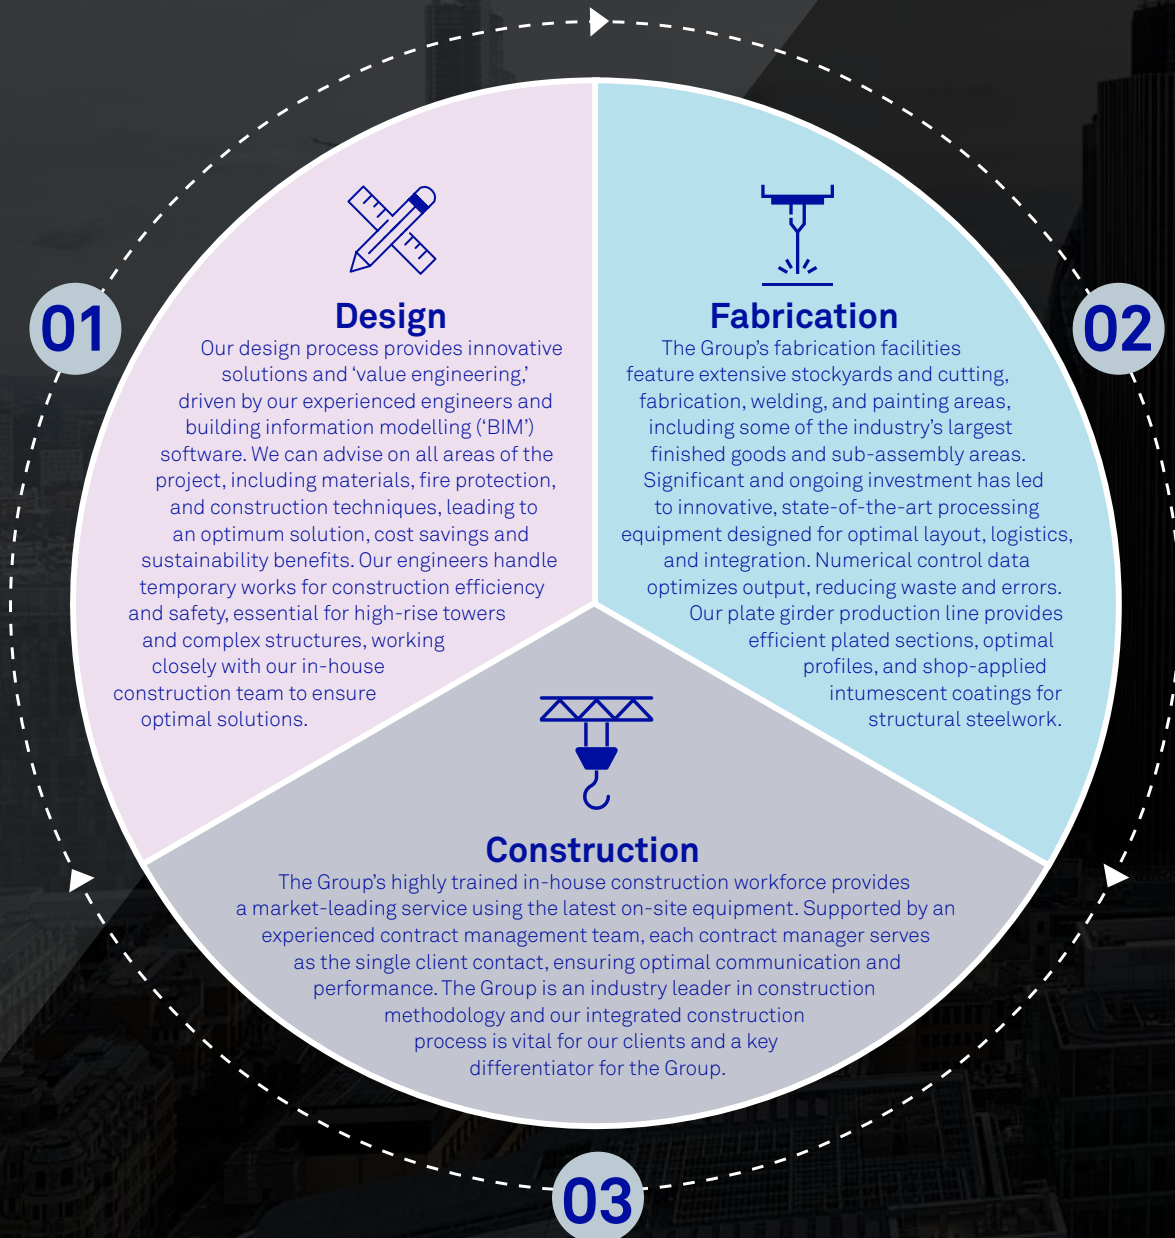 01
Design
Our design process provides innovative
solutions and ‘value engineering,’
driven by our experienced engineers and
building information modelling (‘BIM’)
software. We can advise on all areas of the
project, including materials, fire protection,
and construction techniques, leading to
an optimum solution, cost savings and
sustainability benefits. Our engineers handle
temporary works for construction efficiency
and safety, essential for high-rise towers
and complex structures, working
closely with our in-house
construction team to ensure
optimal solutions.
02
Fabrication
The Group’s fabrication facilities
feature extensive stockyards and cutting,
fabrication, welding, and painting areas,
including some of the industry’s largest
finished goods and sub-assembly areas.
Significant and ongoing investment has led
to innovative, state-of-the-art processing
equipment designed for optimal layout, logistics,
and integration. Numerical control data
optimizes output, reducing waste and errors.
Our plate girder production line provides
efficient plated sections, optimal
profiles, and shop-applied
intumescent coatings for
structural steelwork.
Construction
The Group’s highly trained in-house construction workforce provides
a market-leading service using the latest on-site equipment. Supported by an
experienced contract management team, each contract manager serves
as the single client contact, ensuring optimal communication and
performance. The Group is an industry leader in construction
methodology and our integrated construction
process is vital for our clients and a key
differentiator for the Group.
03